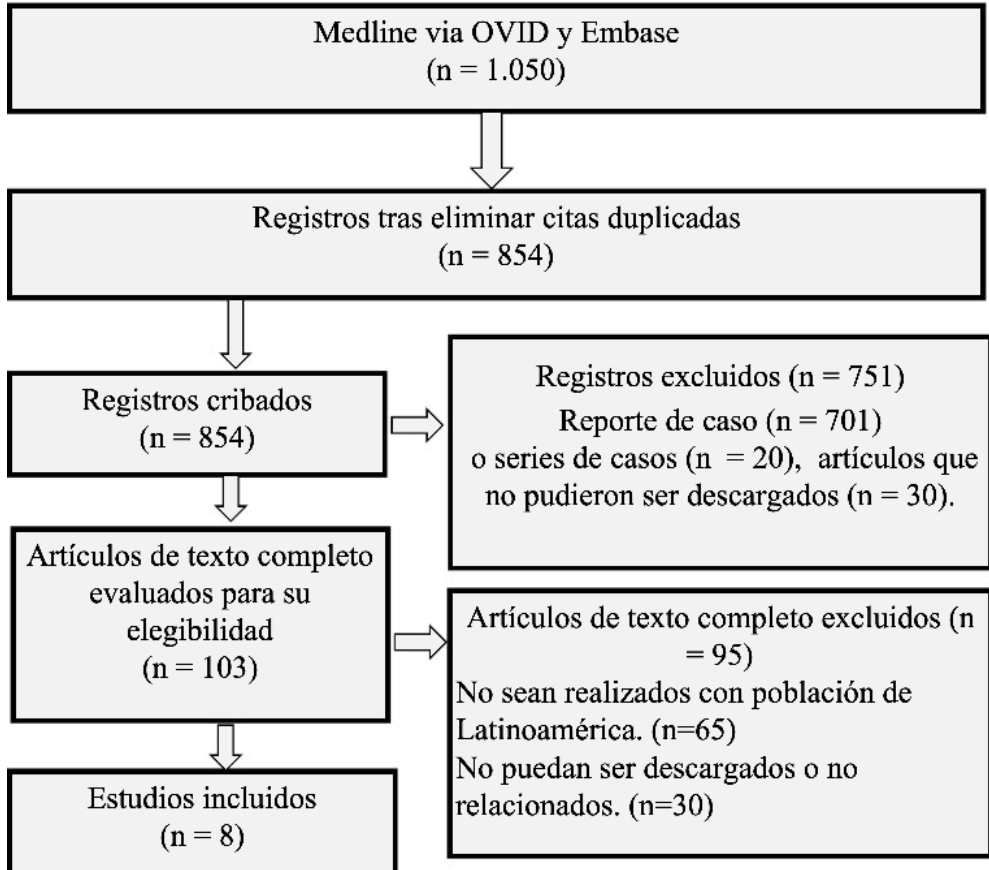 Medline via OVID y Embase
(n = 1.050)
Registros tras eliminar citas duplicadas
(n = 854)
Registros cribados
(n = 854)
Registros excluidos (n = 751)
Reporte de caso (n = 701)
o series de casos (n = 20), artículos que
no pudieron ser descargados (n = 30).
Artículos de texto completo
evaluados para su
elegibilidad
(n = 103)
Artículos de texto completo excluidos (n
= 95)
No sean realizados con población de
Latinoamérica. (n=65)
No puedan ser descargados o no
relacionados. (n=30)
Estudios incluidos
(n = 8)